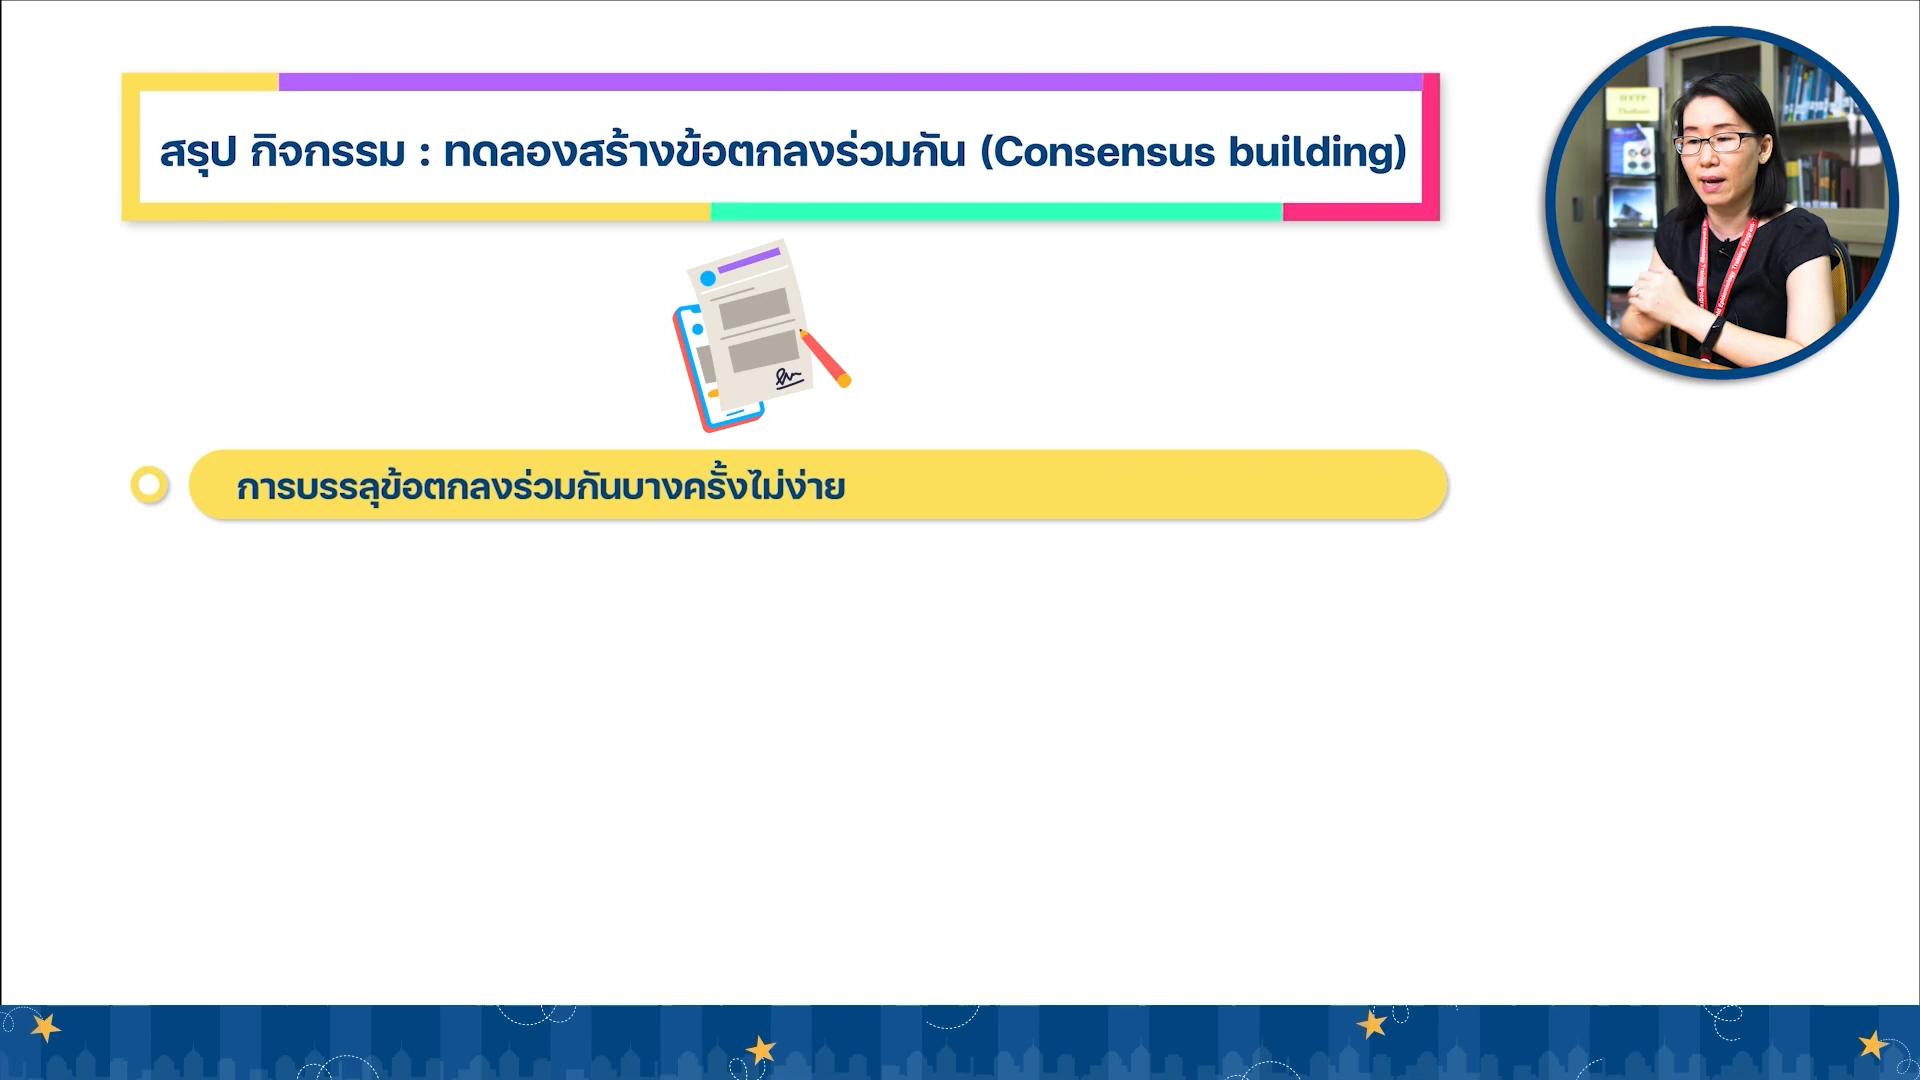 สรุป กิจกรรม : ทดลองสร้างข้อตกลงร่วมกัน (Consensus building)
การบรรลุข้อตกลงร่วมกันบางครั้งไม่ง่าย